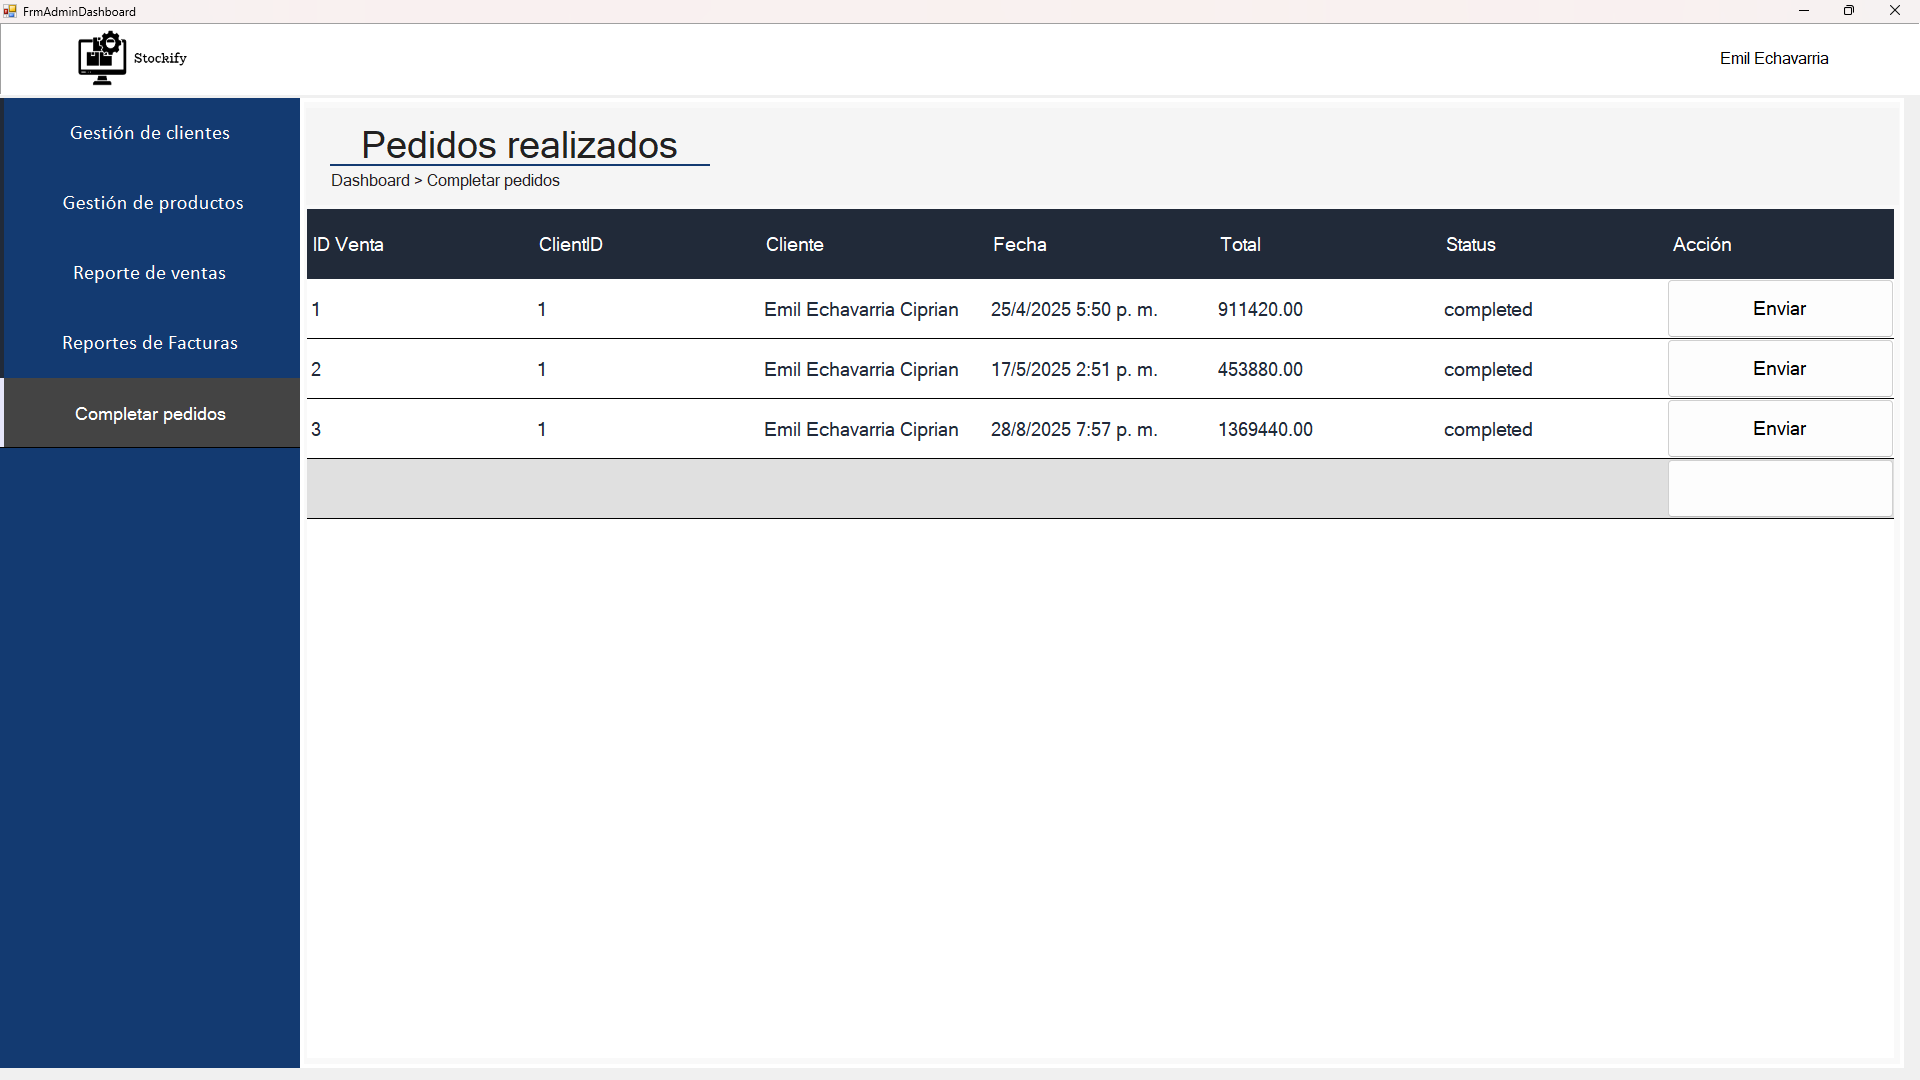 FrmAdminDashboard
Stockify
Emil Echavarria
Gestión de clientes
Gestión de productos
Reporte de ventas
Reportes de Facturas
Completar pedidos
Pedidos realizados
Dashboard > Completar pedidos
ID Venta ClientID Cliente Fecha Total Status Acción
1 1 Emil Echavarria Ciprian 25/4/2025 5:50 p. m. 911420.00 completed Enviar
2 1 Emil Echavarria Ciprian 17/5/2025 2:51 p. m. 453880.00 completed Enviar
3 1 Emil Echavarria Ciprian 28/8/2025 7:57 p. m. 1369440.00 completed Enviar